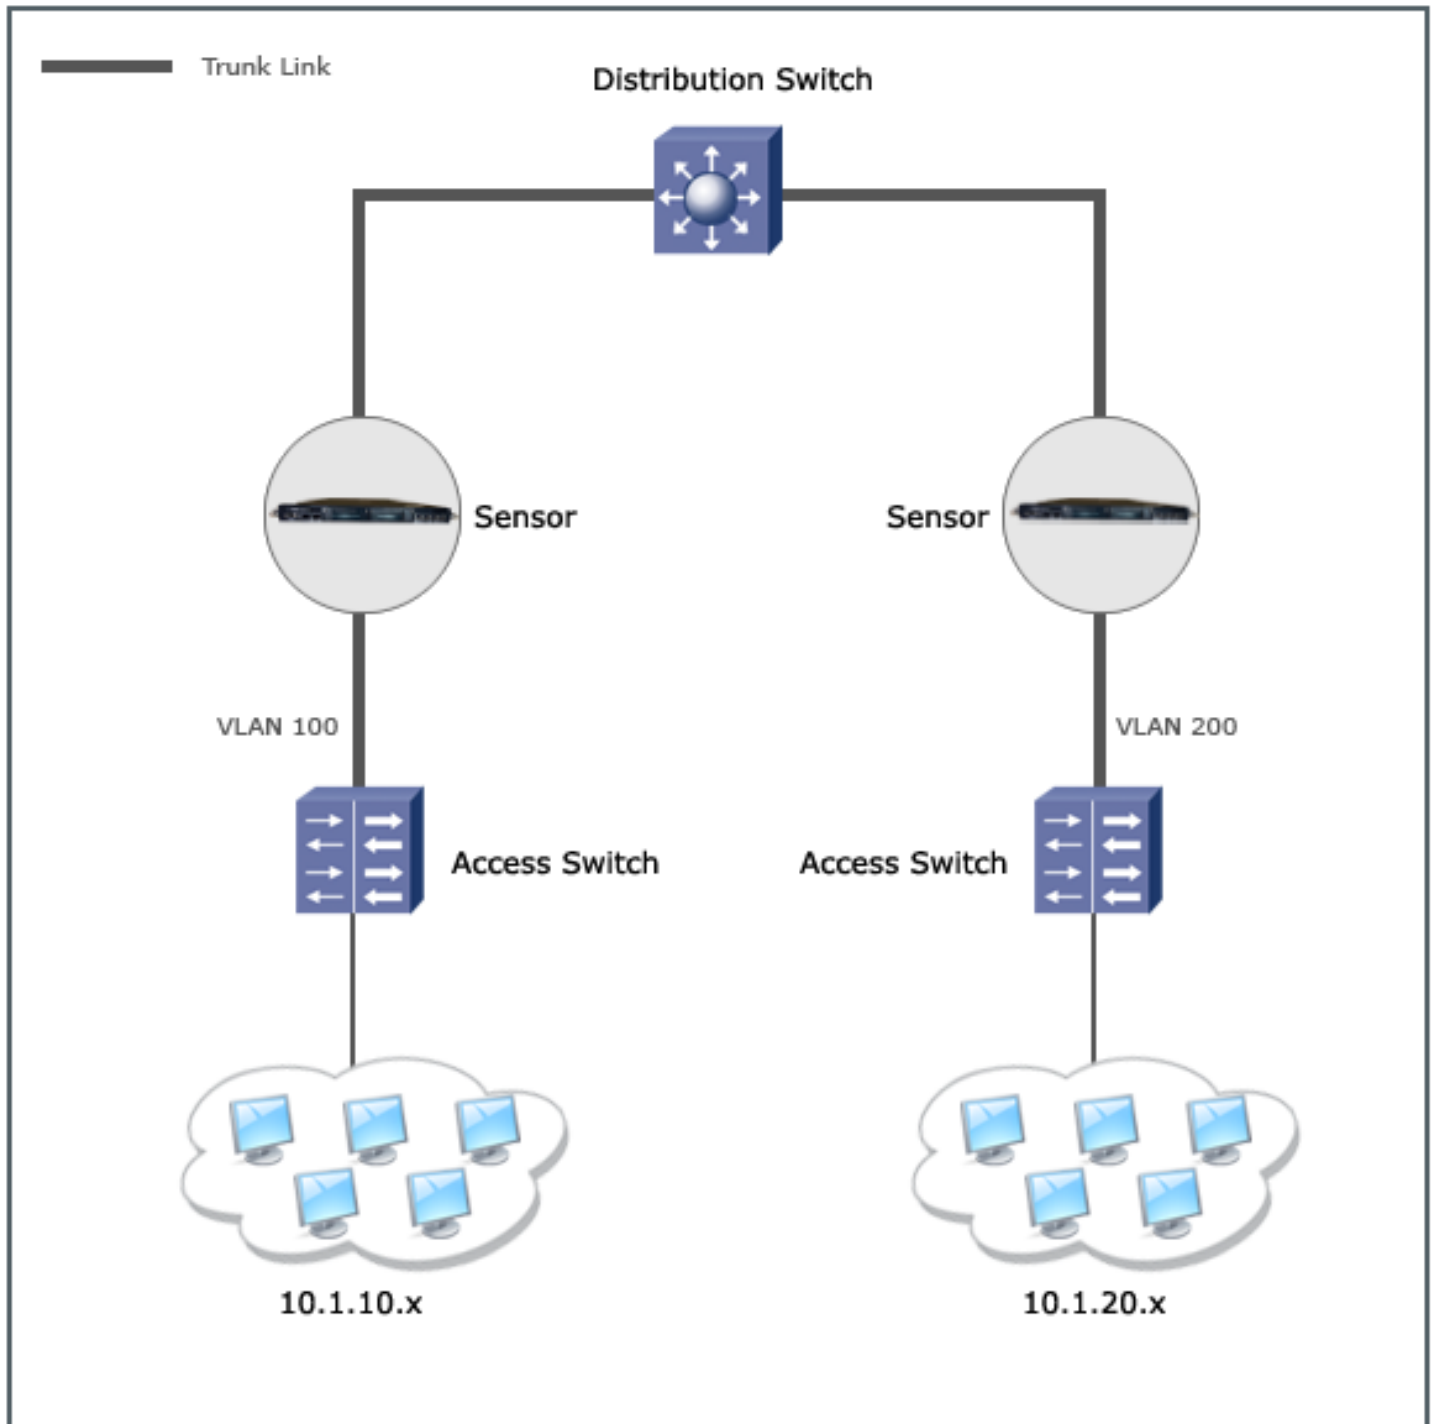 Trunk Link
Distribution Switch
Sensor
Sensor
VLAN 100
VLAN 200
Access Switch
Access Switch
10.1.10.x
10.1.20.x